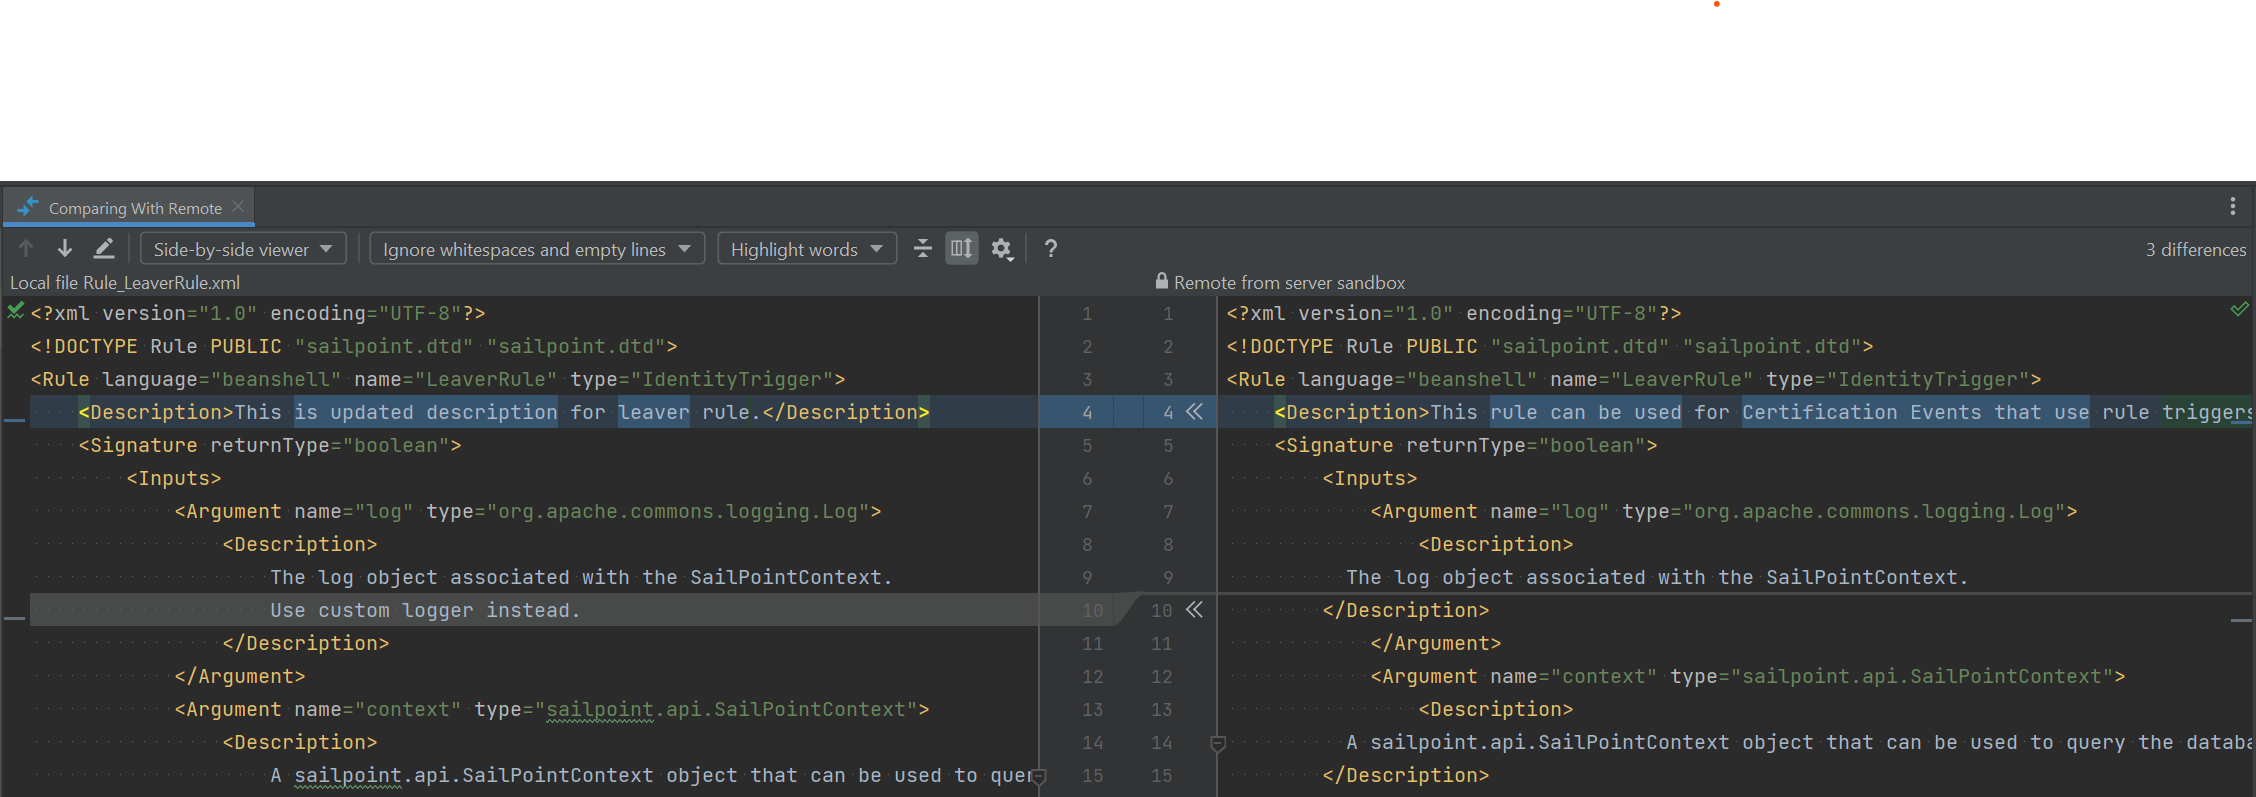 Comparing With Remote
Side-by-side viewer Ignore whitespaces and empty lines Highlight words ? 3 differences
Local file Rule_LeaverRule.xml
<?xml version="1.0" encoding="UTF-8"?>
<!DOCTYPE Rule PUBLIC "sailpoint.dtd" "sailpoint.dtd">
<Rule language="beanshell" name="LeaverRule" type="IdentityTrigger">
<Description>This is updated description for leaver rule.</Description>
<Signature returnType="boolean">
<Inputs>
<Argument name="log" type="org.apache.commons.logging.Log">
<Description>
The log object associated with the SailPointContext.
Use custom logger instead.
</Description>
</Argument>
<Argument name="context" type="sailpoint.api.SailPointContext">
<Description>
A sailpoint.api.SailPointContext object that can be used to quer
1 1
2 2
3 3
4 4
5 5
6 6
7 7
8 8
9 9
10 10
11 11
12 12
13 13
14 14
15 15
Remote from server sandbox
<?xml version="1.0" encoding="UTF-8"?>
<!DOCTYPE Rule PUBLIC "sailpoint.dtd" "sailpoint.dtd">
<Rule language="beanshell" name="LeaverRule" type="IdentityTrigger">
<Description>This rule can be used for Certification Events that use rule triggers
<Signature returnType="boolean">
<Inputs>
<Argument name="log" type="org.apache.commons.logging.Log">
<Description>
The log object associated with the SailPointContext.
</Description>
</Argument>
<Argument name="context" type="sailpoint.api.SailPointContext">
<Description>
A sailpoint.api.SailPointContext object that can be used to query the databa
</Description>